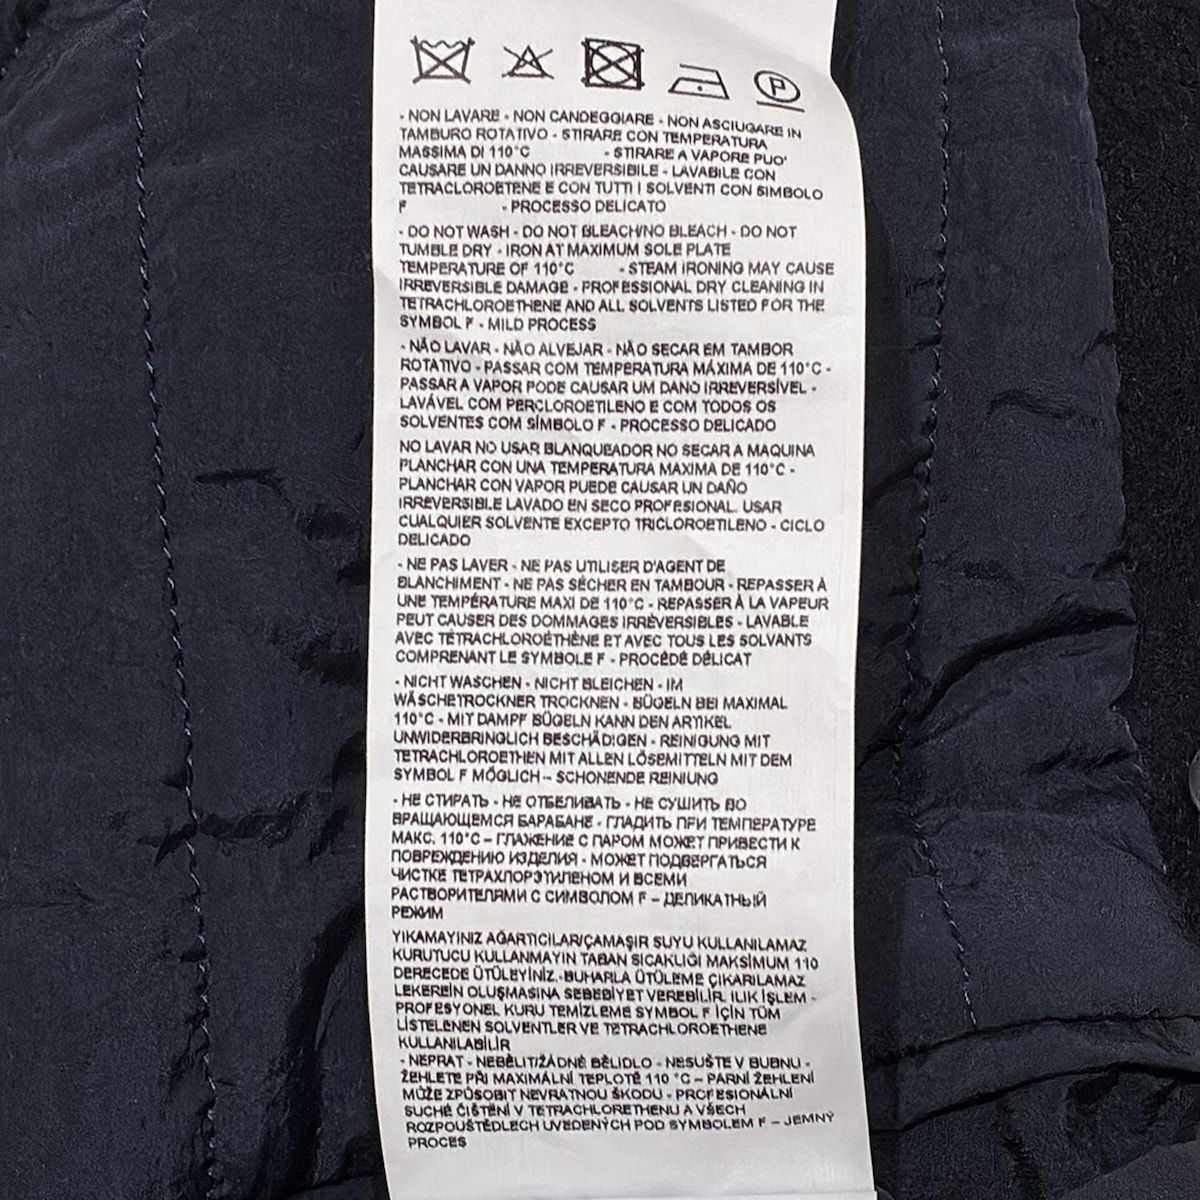 P
- NON LAVARE - NON CANDEGGIARE - NON ASCIUGARE IN
TAMBURO ROTATIVO - STIRARE CON TEMPERATURA
MASSIMA DI 110°C - STIRARE A VAPORE PUO'
CAUSARE UN DANNO IRREVERSIBILE - LAVABILE CON
TETRACLOROETENE E CON TUTTI I SOLVENTI CON SIMBOLO
F - PROCESSO DELICATO
- DO NOT WASH - DO NOT BLEACH/NO BLEACH - DO NOT
TUMBLE DRY - IRON AT MAXIMUM SOLE PLATE
TEMPERATURE OF 110°C - STEAM IRONING MAY CAUSE
IRREVERSIBLE DAMAGE - PROFESSIONAL DRY CLEANING IN
TETRACHLOROETHENE AND ALL SOLVENTS LISTED FOR THE
SYMBOL F - MILD PROCESS
- NÃO LAVAR - NÃO ALVEJAR - NÃO SECAR EM TAMBOR
ROTATIVO - PASSAR COM TEMPERATURA MÁXIMA DE 110°C -
PASSAR A VAPOR PODE CAUSAR UM DANO IRREVERSÍVEL -
LAVÁVEL COM PERCLOROETILENO E COM TODOS OS
SOLVENTES COM SÍMBOLO F - PROCESSO DELICADO
NO LAVAR NO USAR BLANQUEADOR NO SECAR A MAQUINA
PLANCHAR CON UNA TEMPERATURA MAXIMA DE 110°C -
PLANCHAR CON VAPOR PUEDE CAUSAR UN DAÑO
IRREVERSIBLE LAVADO EN SECO PROFESIONAL. USAR
CUALQUIER SOLVENTE EXCEPTO TRICLOROETILENO - CICLO
DELICADO
- NE PAS LAVER - NE PAS UTILISER D'AGENT DE
BLANCHIMENT - NE PAS SÉCHER EN TAMBOUR - REPASSER À
UNE TEMPÉRATURE MAXI DE 110°C - REPASSER À LA VAPEUR
PEUT CAUSER DES DOMMAGES IRRÉVERSIBLES - LAVABLE
AVEC TÉTRACHLOROÉTHÈNE ET AVEC TOUS LES SOLVANTS
COMPRENANT LE SYMBOLE F - PROCÉDÉ DÉLICAT
- NICHT WASCHEN - NICHT BLEICHEN - IM
WÄSCHETROCKNER TROCKNEN - BÜGELN BEI MAXIMAL
110°C - MIT DAMPF BÜGELN KANN DEN ARTIKEL
UNWIDERBRINGLICH BESCHÄDIGEN - REINIGUNG MIT
TETRACHLOROETHEN MIT ALLEN LÖSEMITTELN MIT DEM
SYMBOL F MÖGLICH – SCHONENDE REINIUNG
- НЕ СТИРАТЬ - НЕ ОТБЕЛИВАТЬ - НЕ СУШИТЬ ВО
ВРАЩАЮЩЕМСЯ БАРАБАНЕ - ГЛАДИТЬ ПРИ ТЕМПЕРАТУРЕ
МАКС. 110°C – ГЛАЖЕНИЕ С ПАРОМ МОЖЕТ ПРИВЕСТИ К
ПОВРЕЖДЕНИЮ ИЗДЕЛИЯ - МОЖЕТ ПОДВЕРГАТЬСЯ
ЧИСТКЕ ТЕТРАХЛОРЭТИЛЕНОМ И ВСЕМИ
РАСТВОРИТЕЛЯМИ С СИМВОЛОМ F – ДЕЛИКАТНЫЙ
РЕЖИМ
YIKAMAYINIZ AĞARTICILAR/ÇAMAŞIR SUYU KULLANILAMAZ
KURUTUCU KULLANMAYIN TABAN SICAKLIĞI MAKSİMUM 110
DERECEDE ÜTÜLEYİNİZ.-BUHARLA ÜTÜLEME ÇIKARILAMAZ
LEKEREİN OLUŞMASINA SEBEBİYET VEREBİLİR. ILIK İŞLEM -
PROFESYONEL KURU TEMİZLEME SYMBOL F İÇİN TÜM
LİSTELENEN SOLVENTLER VE TETRACHLOROETHENE
KULLANILABİLİR
- NEPRAT - NEBĚLIT/ŽÁDNÉ BĚLIDLO - NESUŠTE V BUBNU -
ŽEHLETE PŘI MAXIMÁLNÍ TEPLOTĚ 110 °C – PARNÍ ŽEHLENÍ
MŮŽE ZPŮSOBIT NEVRATNOU ŠKODU - PROFESIONÁLNÍ
SUCHÉ ČIŠTĚNÍ V TETRACHLORETHENU A VŠECH
ROZPOUŠTĚDLECH UVEDENÝCH POD SYMBOLEM F – JEMNÝ
PROCES